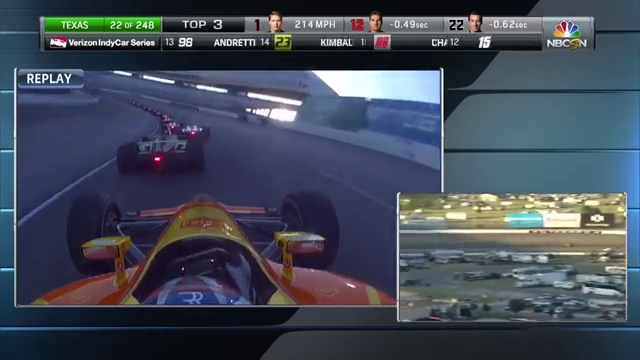 TEXAS 22 OF 248 TOP 3 1 214 MPH 12 -0.49sec 22 -0.62sec
Verizon IndyCar Series 13 98 ANDRETTI 14 23 KIMBAL 12 15
NBCSN
REPLAY